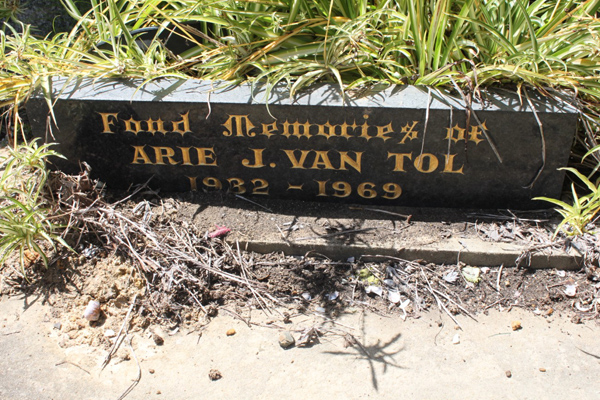 Fond Memories of
ARIE J. VAN TOL
1932 - 1969